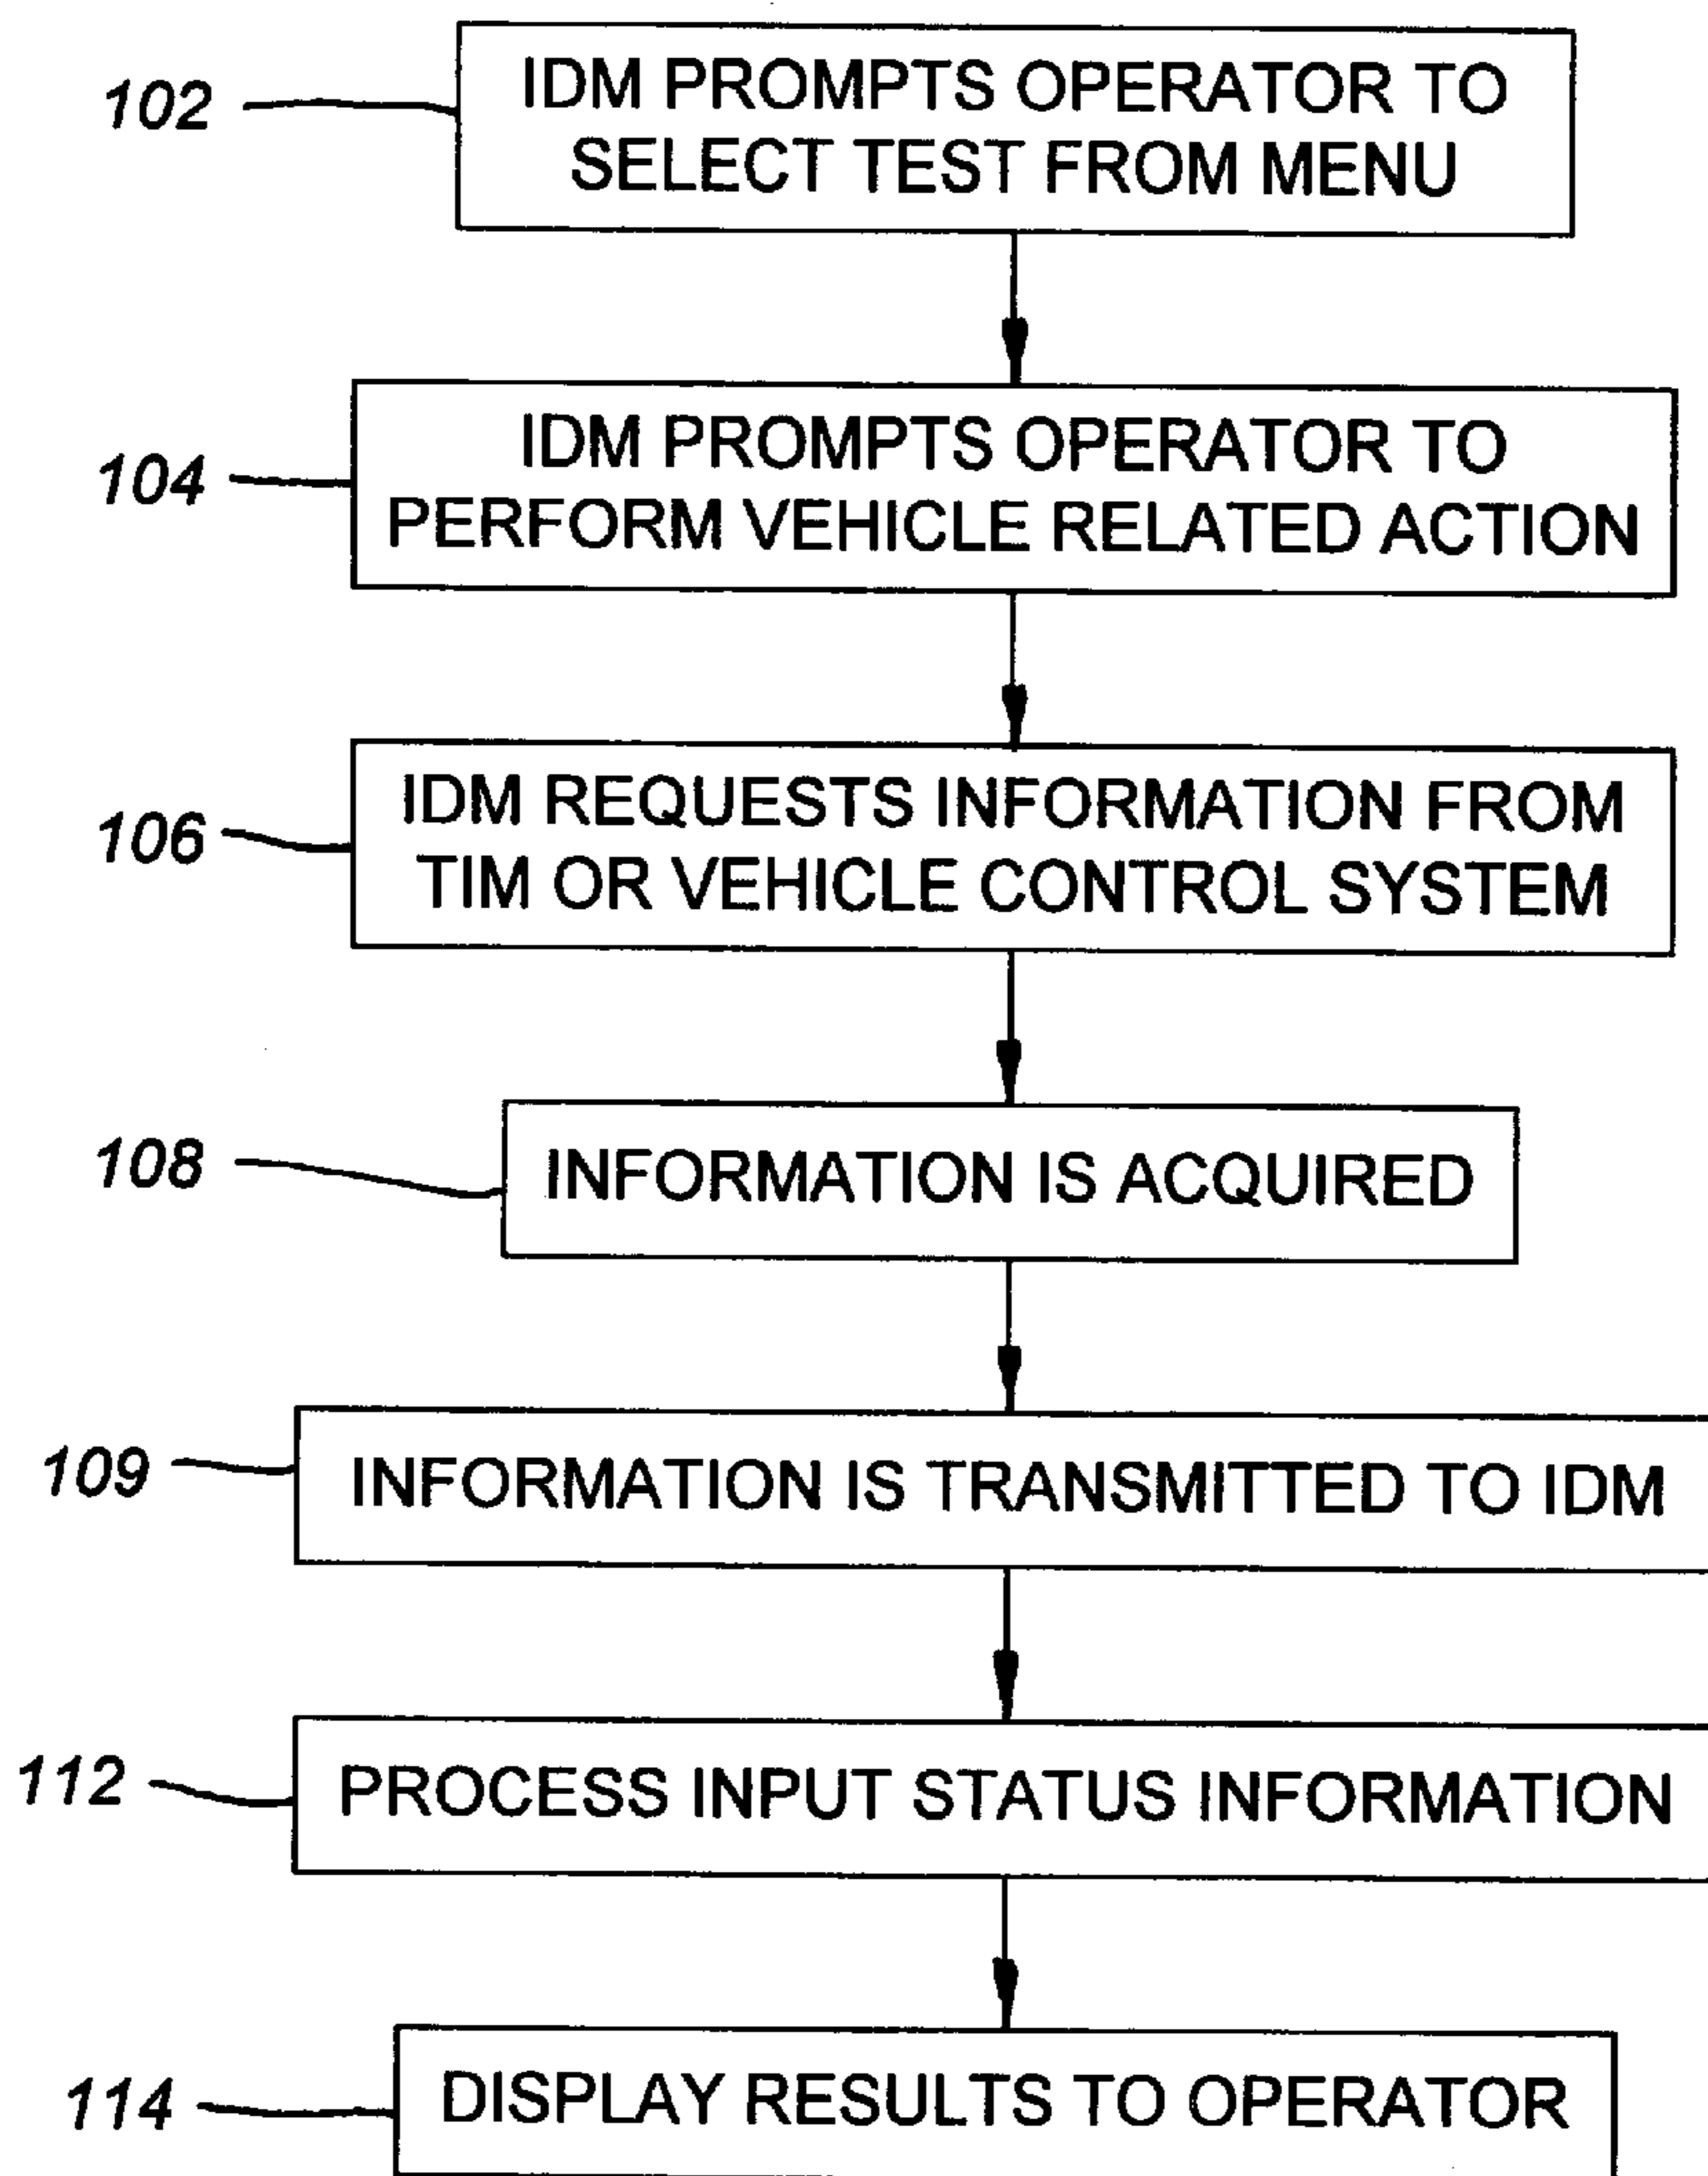 102
IDM PROMPTS OPERATOR TO
SELECT TEST FROM MENU
104
IDM PROMPTS OPERATOR TO
PERFORM VEHICLE RELATED ACTION
106
IDM REQUESTS INFORMATION FROM
TIM OR VEHICLE CONTROL SYSTEM
108
INFORMATION IS ACQUIRED
109
INFORMATION IS TRANSMITTED TO IDM
112
PROCESS INPUT STATUS INFORMATION
114
DISPLAY RESULTS TO OPERATOR